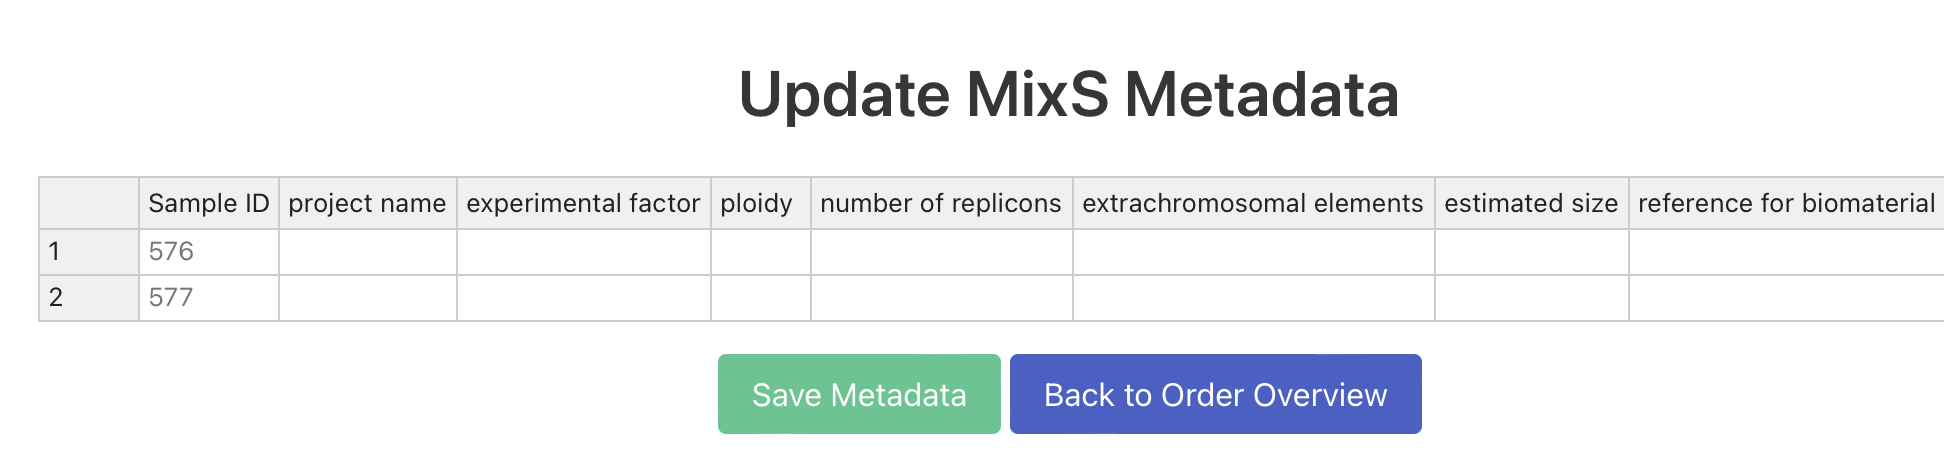 Update MixS Metadata
Sample ID project name experimental factor ploidy number of replicons extrachromosomal elements estimated size reference for biomaterial
1 576
2 577
Save Metadata Back to Order Overview